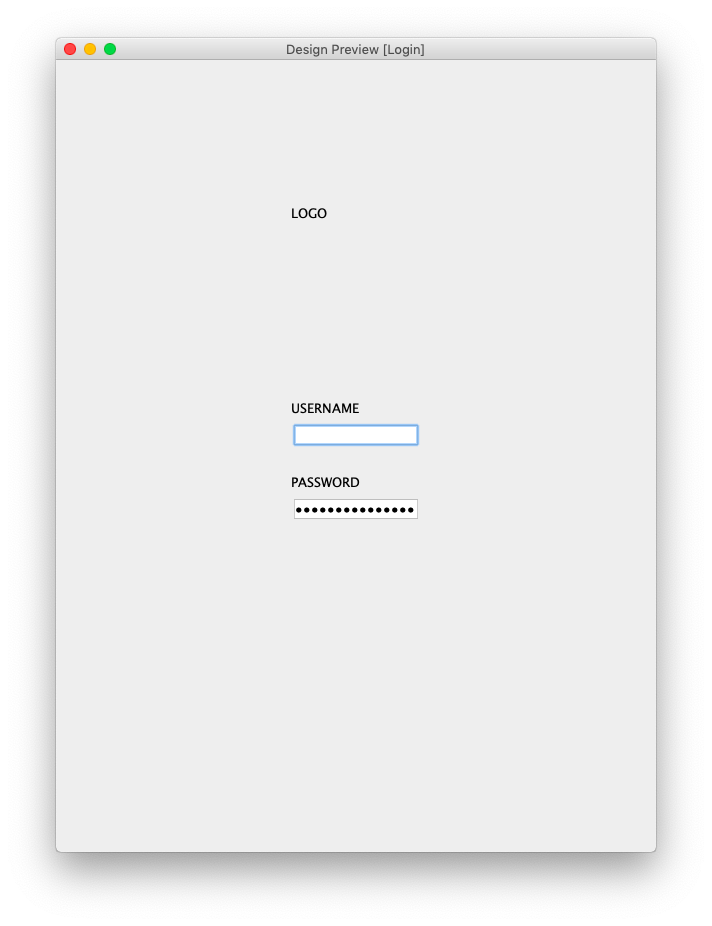 Design Preview [Login]
LOGO
USERNAME
PASSWORD
•••••••••••••••